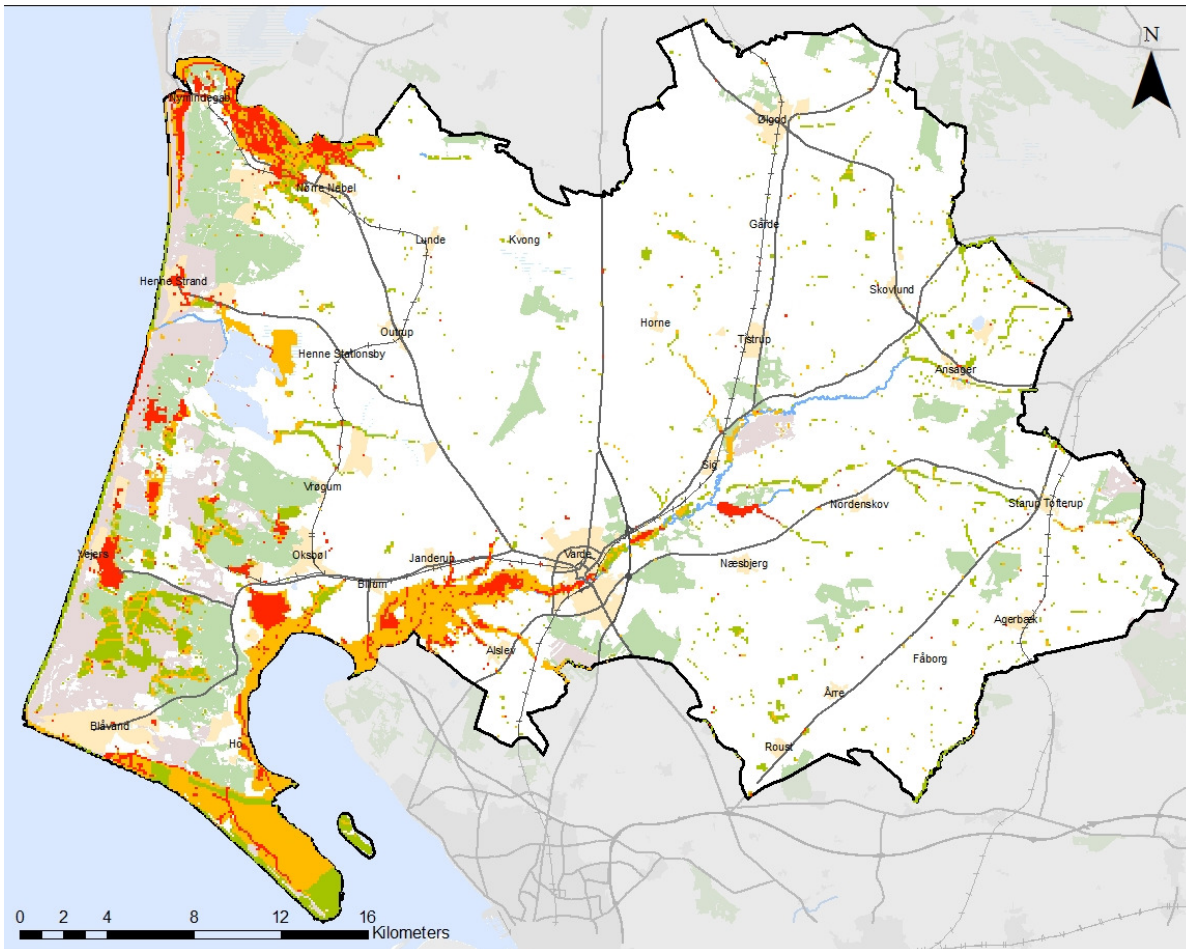 N
Nymindegab
Ølgod
Nørre Nebel
Gårde
Lunde
Kvong
Henne Strand
Skovlund
Horne
Outrup
Tistrup
Henne Stationsby
Ansager
Sig
Vrøgum
Nordenskov
Starup Tofterup
Vejers
Oksbøl
Janderup
Varde
Næsbjerg
Billum
Agerbæk
Alslev
Fåborg
Årre
Blåvand
Ho
Roust
0 2 4 8 12 16
Kilometers